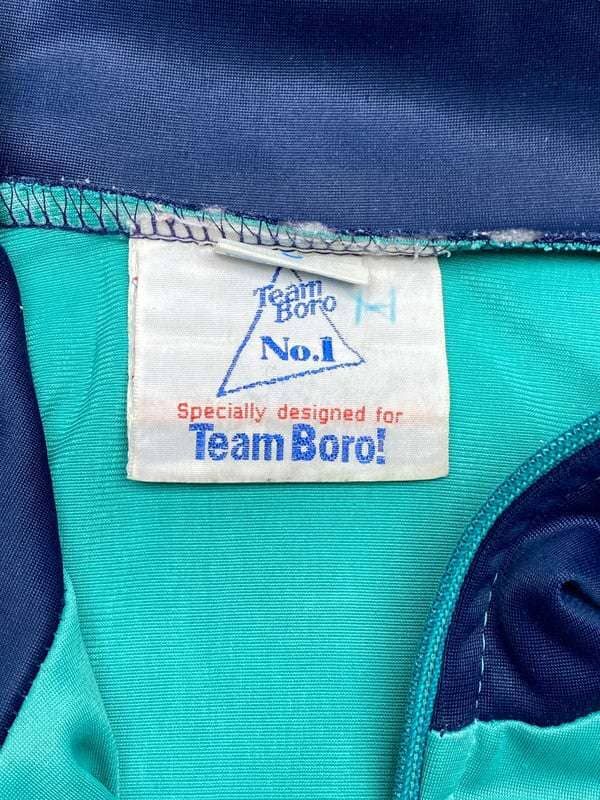 Team
Boro
No.1
Specially designed for
Team Boro!